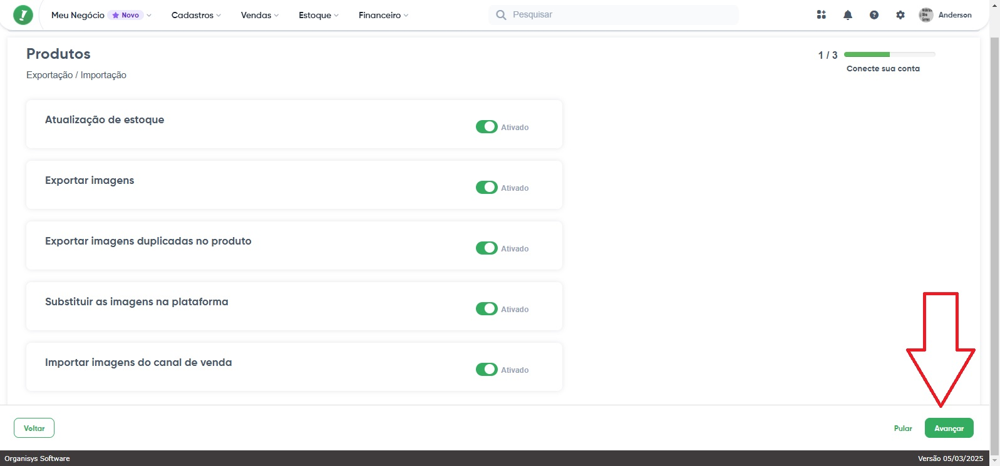 Meu Negócio Novo Cadastros Vendas Estoque Financeiro Pesquisar Anderson
Produtos
Exportação / Importação
1 / 3
Conecte sua conta
Atualização de estoque
Ativado
Exportar imagens
Ativado
Exportar imagens duplicadas no produto
Ativado
Substituir as imagens na plataforma
Ativado
Importar imagens do canal de venda
Ativado
Voltar Pular Avançar
Organisys Software Versão 05/03/2025